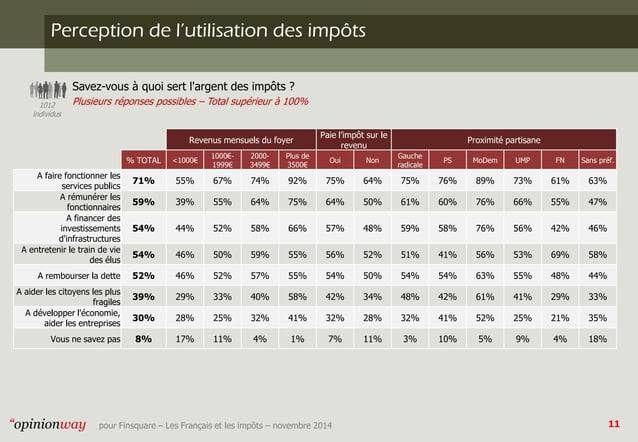 Perception de l'utilisation des impôts
1012
individus
Savez-vous à quoi sert l'argent des impôts ?
Plusieurs réponses possibles – Total supérieur à 100%
Revenus mensuels du foyer Paie l'impôt sur le revenu Proximité partisane
% TOTAL <1000€ 1000€-1999€ 2000-3499€ Plus de 3500€ Oui Non Gauche radicale PS MoDem UMP FN Sans préf.
A faire fonctionner les services publics 71% 55% 67% 74% 92% 75% 64% 75% 76% 89% 73% 61% 63%
A rémunérer les fonctionnaires 59% 39% 55% 64% 75% 64% 50% 61% 60% 76% 66% 55% 47%
A financer des investissements d'infrastructures 54% 44% 52% 58% 66% 57% 48% 59% 58% 76% 56% 42% 46%
A entretenir le train de vie des élus 54% 46% 50% 59% 55% 56% 52% 51% 41% 56% 53% 69% 58%
A rembourser la dette 52% 46% 52% 57% 55% 54% 50% 54% 54% 63% 55% 48% 44%
A aider les citoyens les plus fragiles 39% 29% 33% 40% 58% 42% 34% 48% 42% 61% 41% 29% 33%
A développer l'économie, aider les entreprises 30% 28% 25% 32% 41% 32% 28% 32% 41% 52% 25% 21% 35%
Vous ne savez pas 8% 17% 11% 4% 1% 7% 11% 3% 10% 5% 9% 4% 18%
“opinionway pour Finsquare – Les Français et les impôts – novembre 2014 11